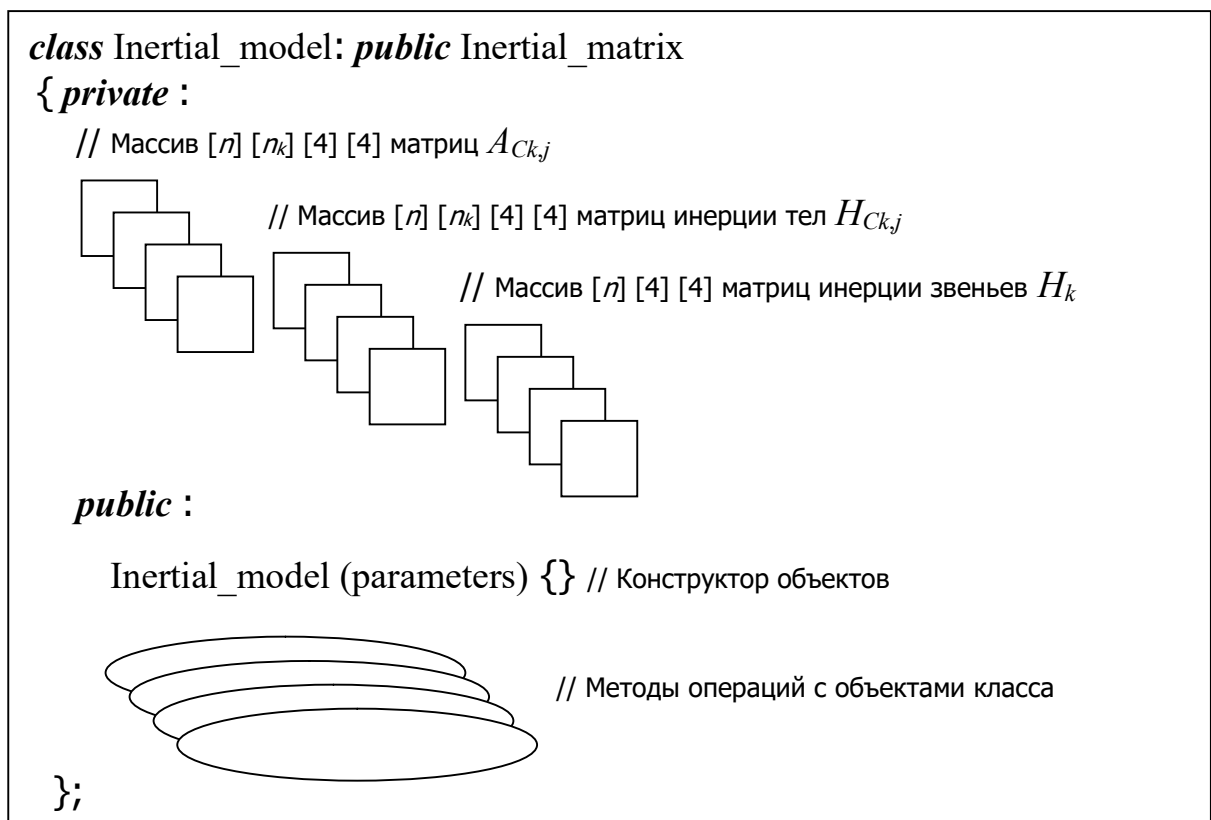 class Inertial_model: public Inertial_matrix
{ private :
// Массив [n] [nk] [4] [4] матриц ACk,j
// Массив [n] [nk] [4] [4] матриц инерции тел HCk,j
// Массив [n] [4] [4] матриц инерции звеньев Hk
public :
Inertial_model (parameters) {} // Конструктор объектов
// Методы операций с объектами класса
};